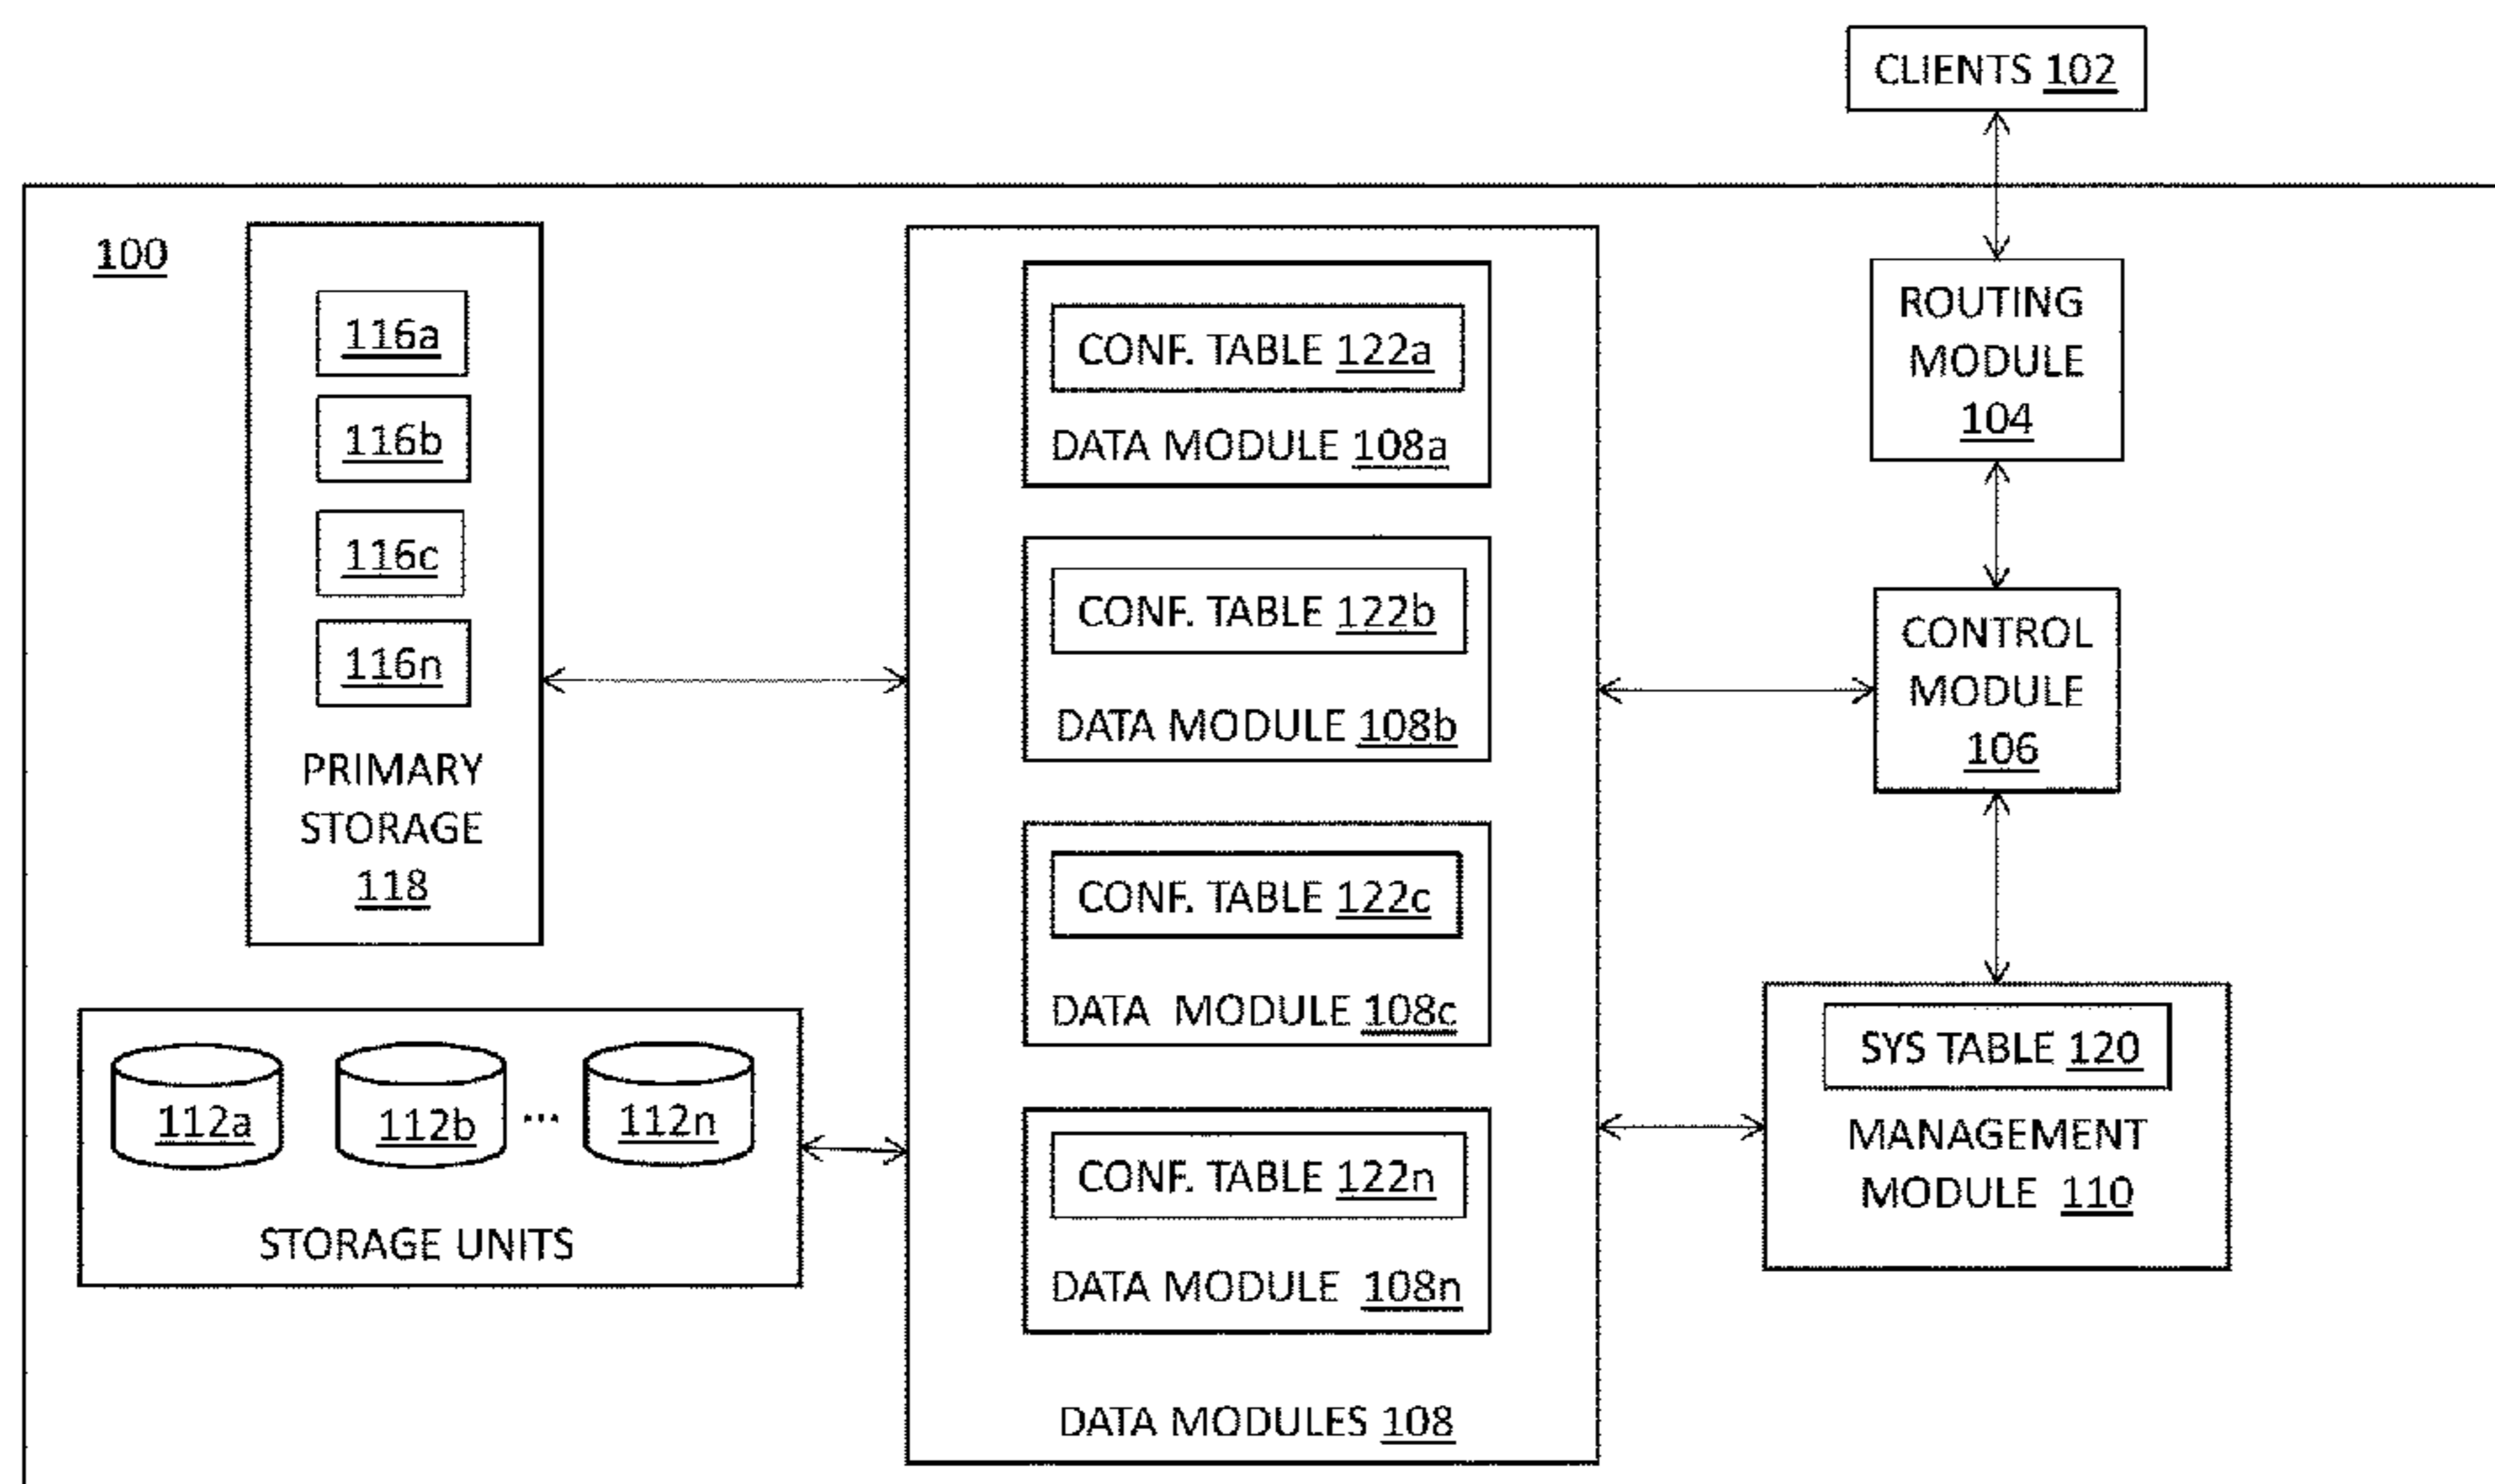 CLIENTS 102
100
116a
116b
116c
116n
PRIMARY
STORAGE
118
112a
112b
...
112n
STORAGE UNITS
CONF. TABLE 122a
DATA MODULE 108a
CONF. TABLE 122b
DATA MODULE 108b
CONF. TABLE 122c
DATA MODULE 108c
CONF. TABLE 122n
DATA MODULE 108n
DATA MODULES 108
ROUTING
MODULE
104
CONTROL
MODULE
106
SYS TABLE 120
MANAGEMENT
MODULE 110